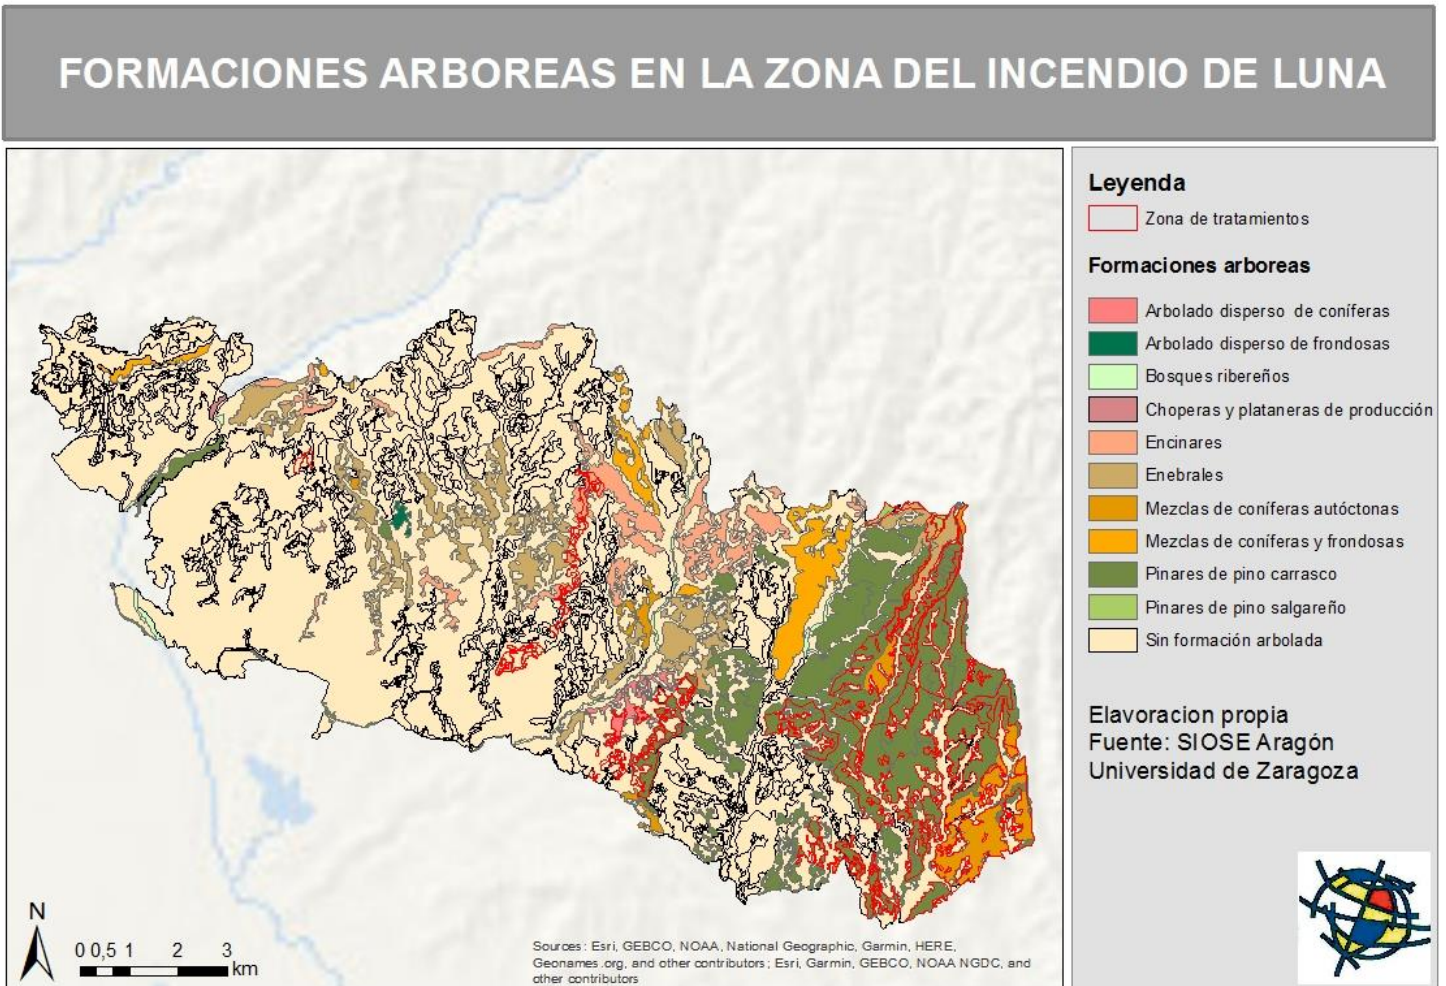 FORMACIONES ARBOREAS EN LA ZONA DEL INCENDIO DE LUNA
Leyenda
Zona de tratamientos
Formaciones arboreas
Arbolado disperso de coníferas
Arbolado disperso de frondosas
Bosques ribereños
Choperas y plataneras de producción
Encinares
Enebrales
Mezclas de coníferas autóctonas
Mezclas de coníferas y frondosas
Pinares de pino carrasco
Pinares de pino salgareño
Sin formación arbolada
Elavoracion propia
Fuente: SIOSE Aragón
Universidad de Zaragoza
N
0 0,5 1 2 3
km
Sources: Esri, GEBCO, NOAA, National Geographic, Garmin, HERE,
Geonames.org, and other contributors; Esri, Garmin, GEBCO, NOAA NGDC, and
other contributors